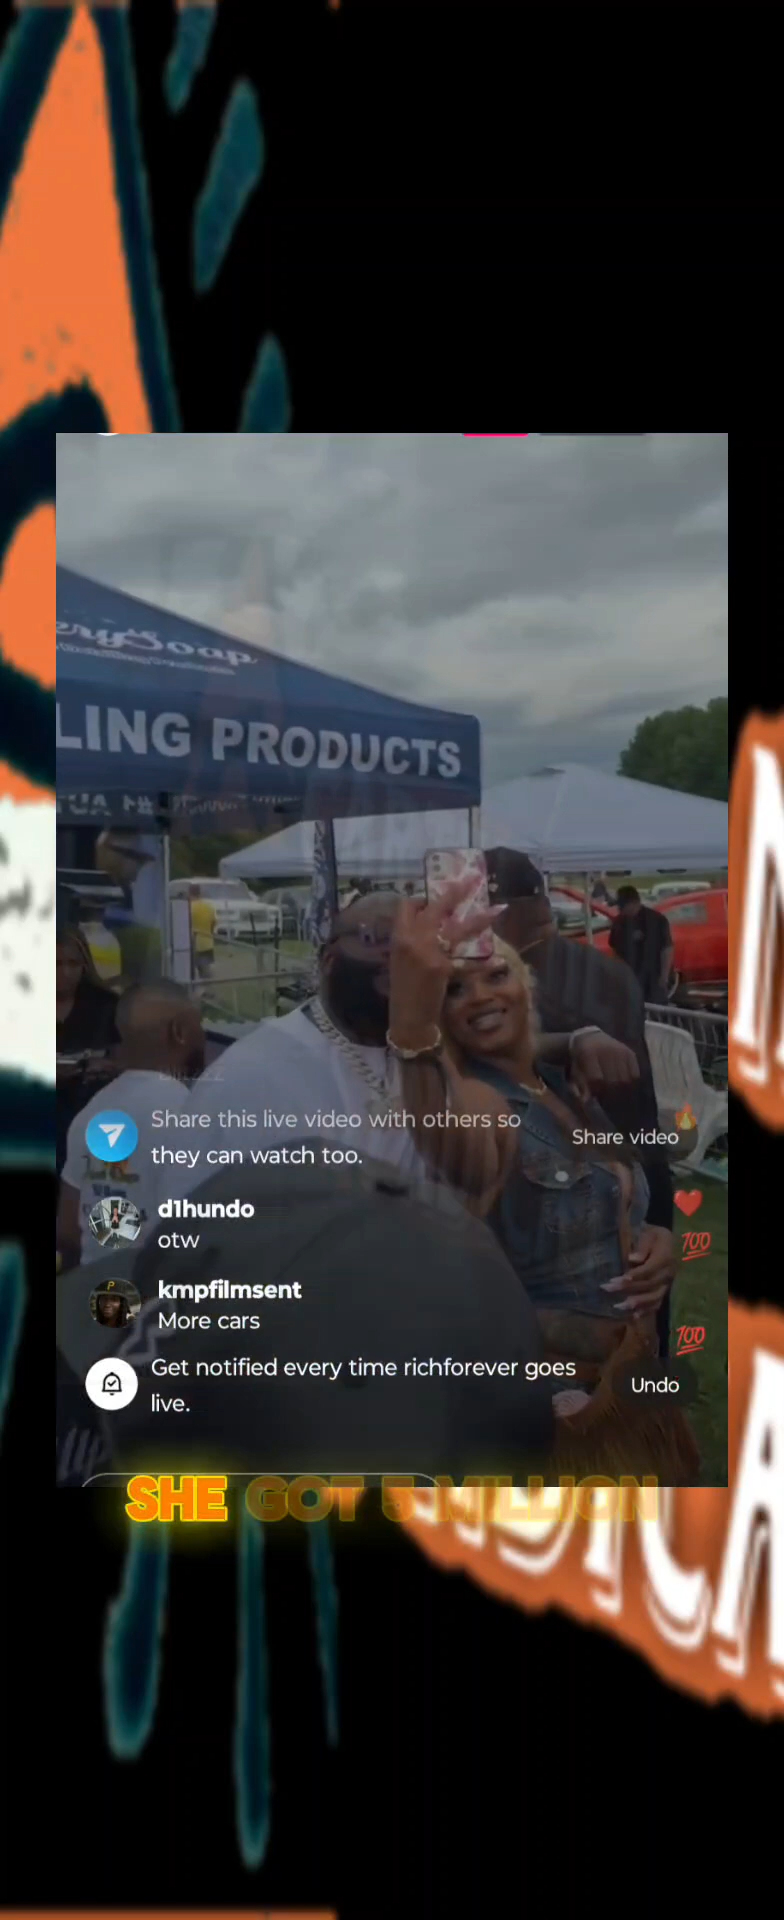 LING PRODUCTS
Share this live video with others so
they can watch too.
Share video
d1hundo
otw
kmpfilmsent
More cars
Get notified every time richforever goes
live.
Undo
SHE GOT 5 MILLION